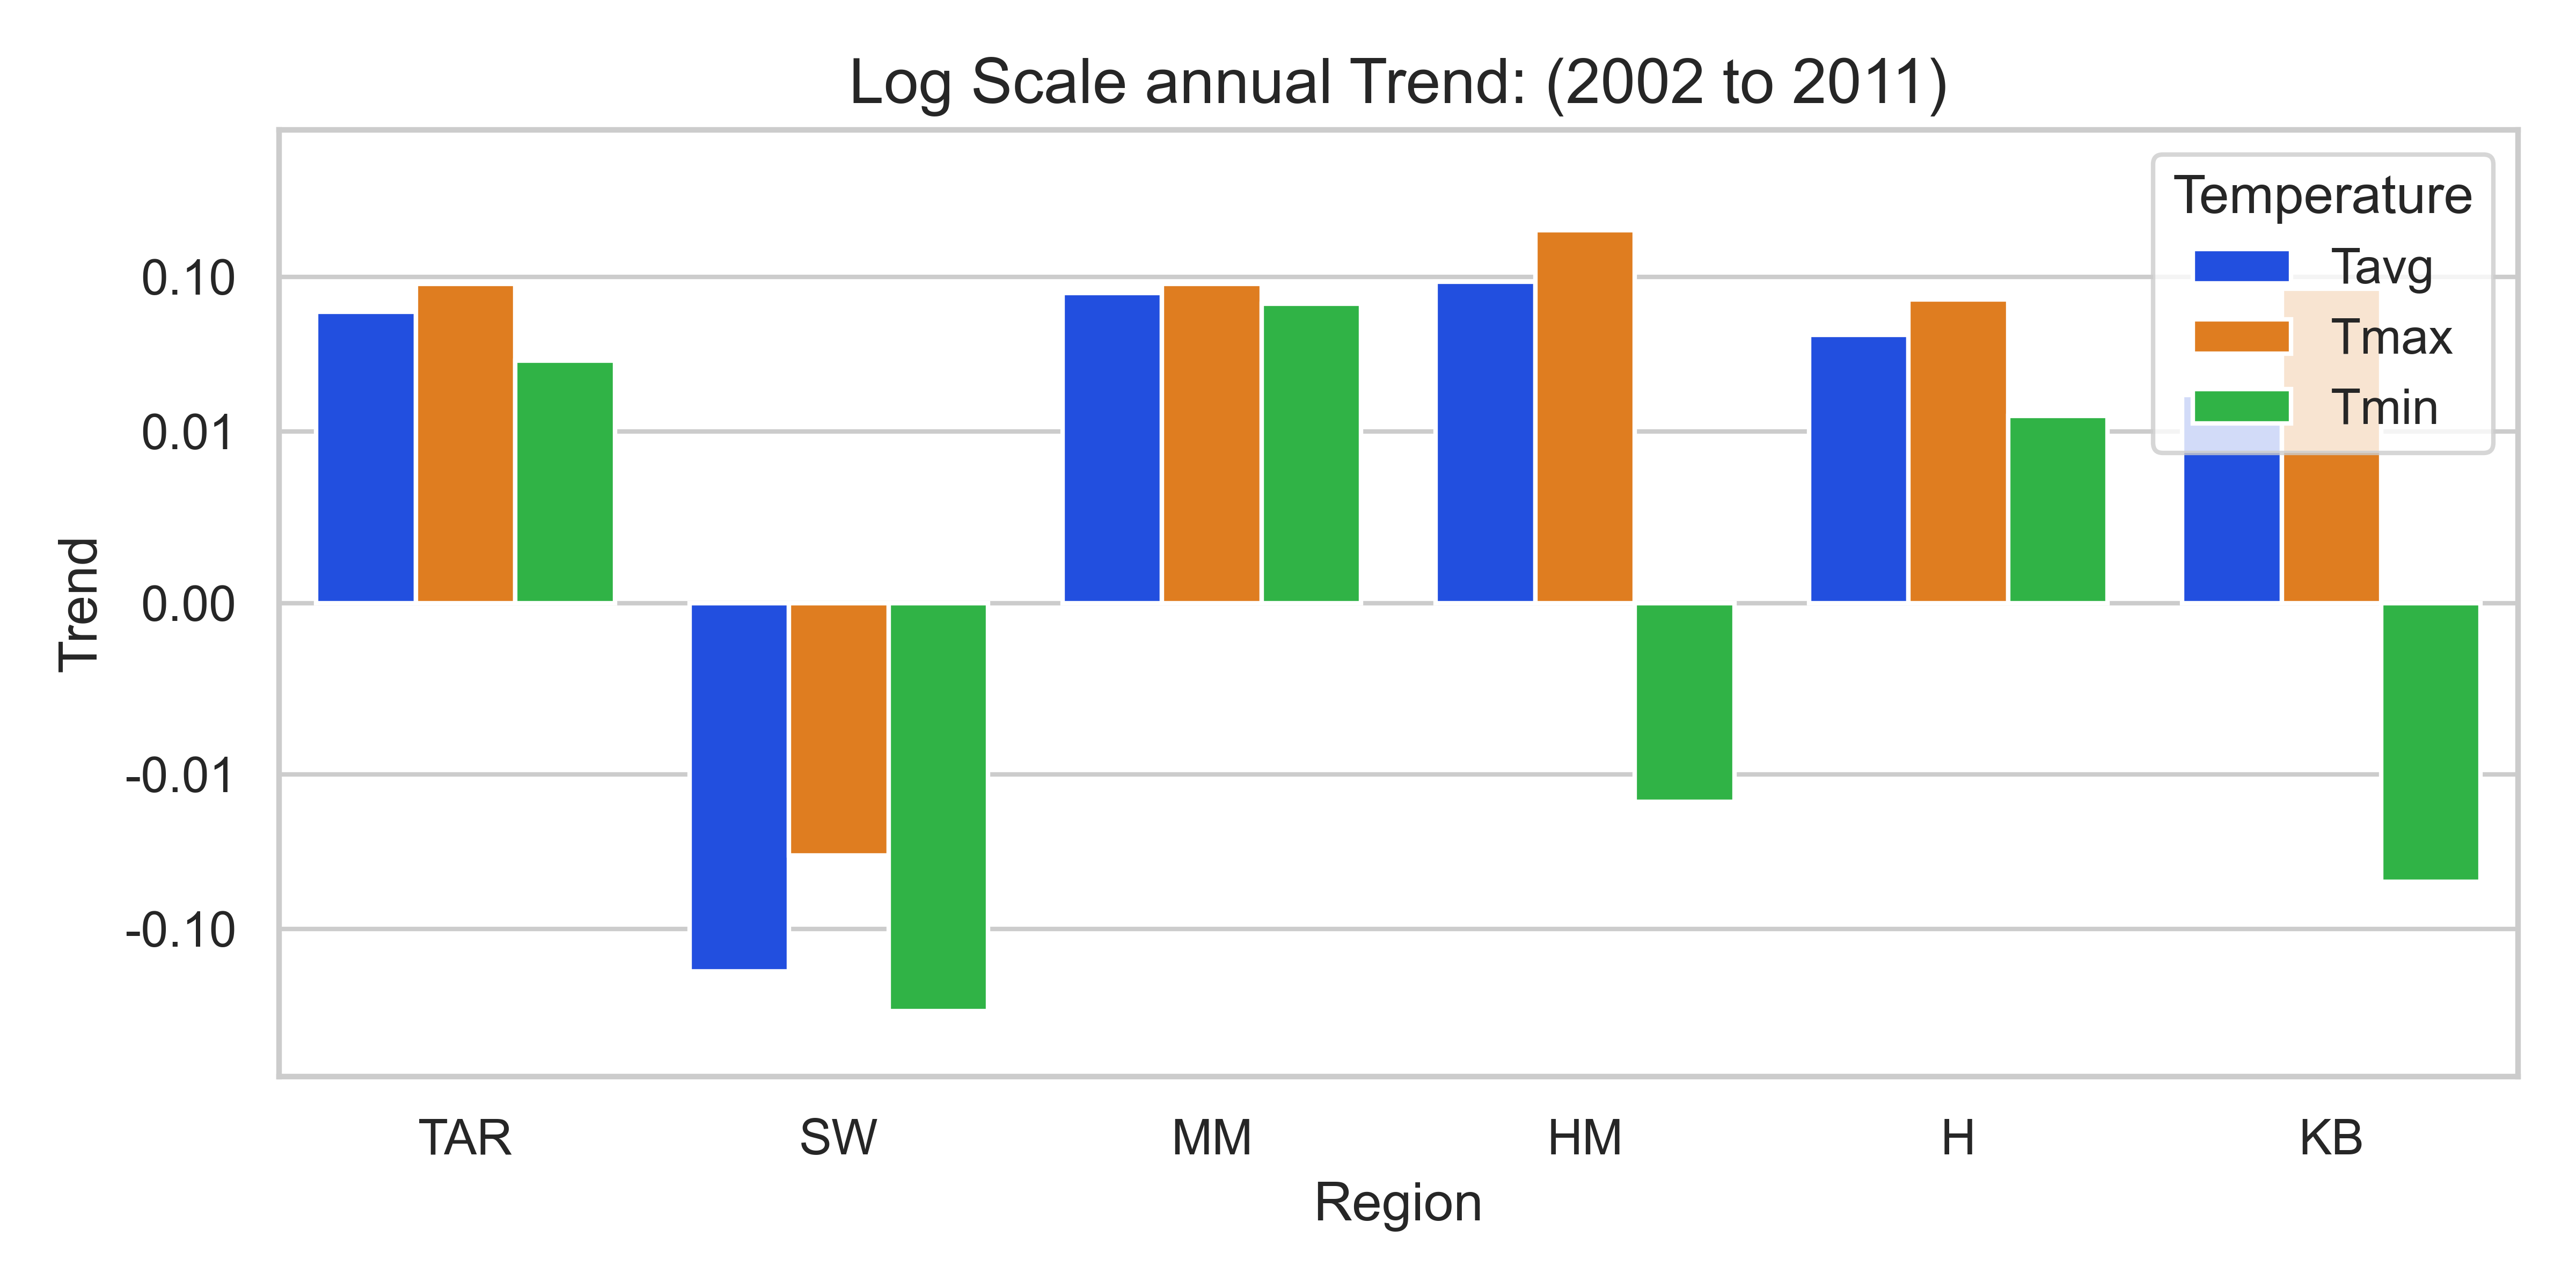 Log Scale annual Trend: (2002 to 2011)
Temperature
Tavg
Tmax
Tmin
0.10
0.01
0.00
-0.01
-0.10
Trend
TAR SW MM HM H KB
Region